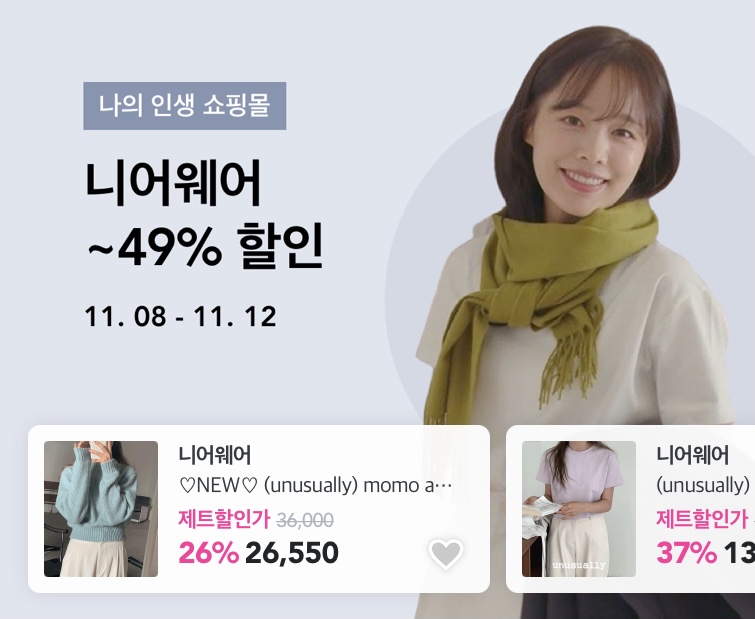 나의 인생 쇼핑몰
니어웨어
~49% 할인
11. 08 - 11. 12
니어웨어
♡NEW♡ (unusually) momo a…
제트할인가 36,000
26% 26,550
unusually
니어웨어
(unusually)
제트할인가
37% 13